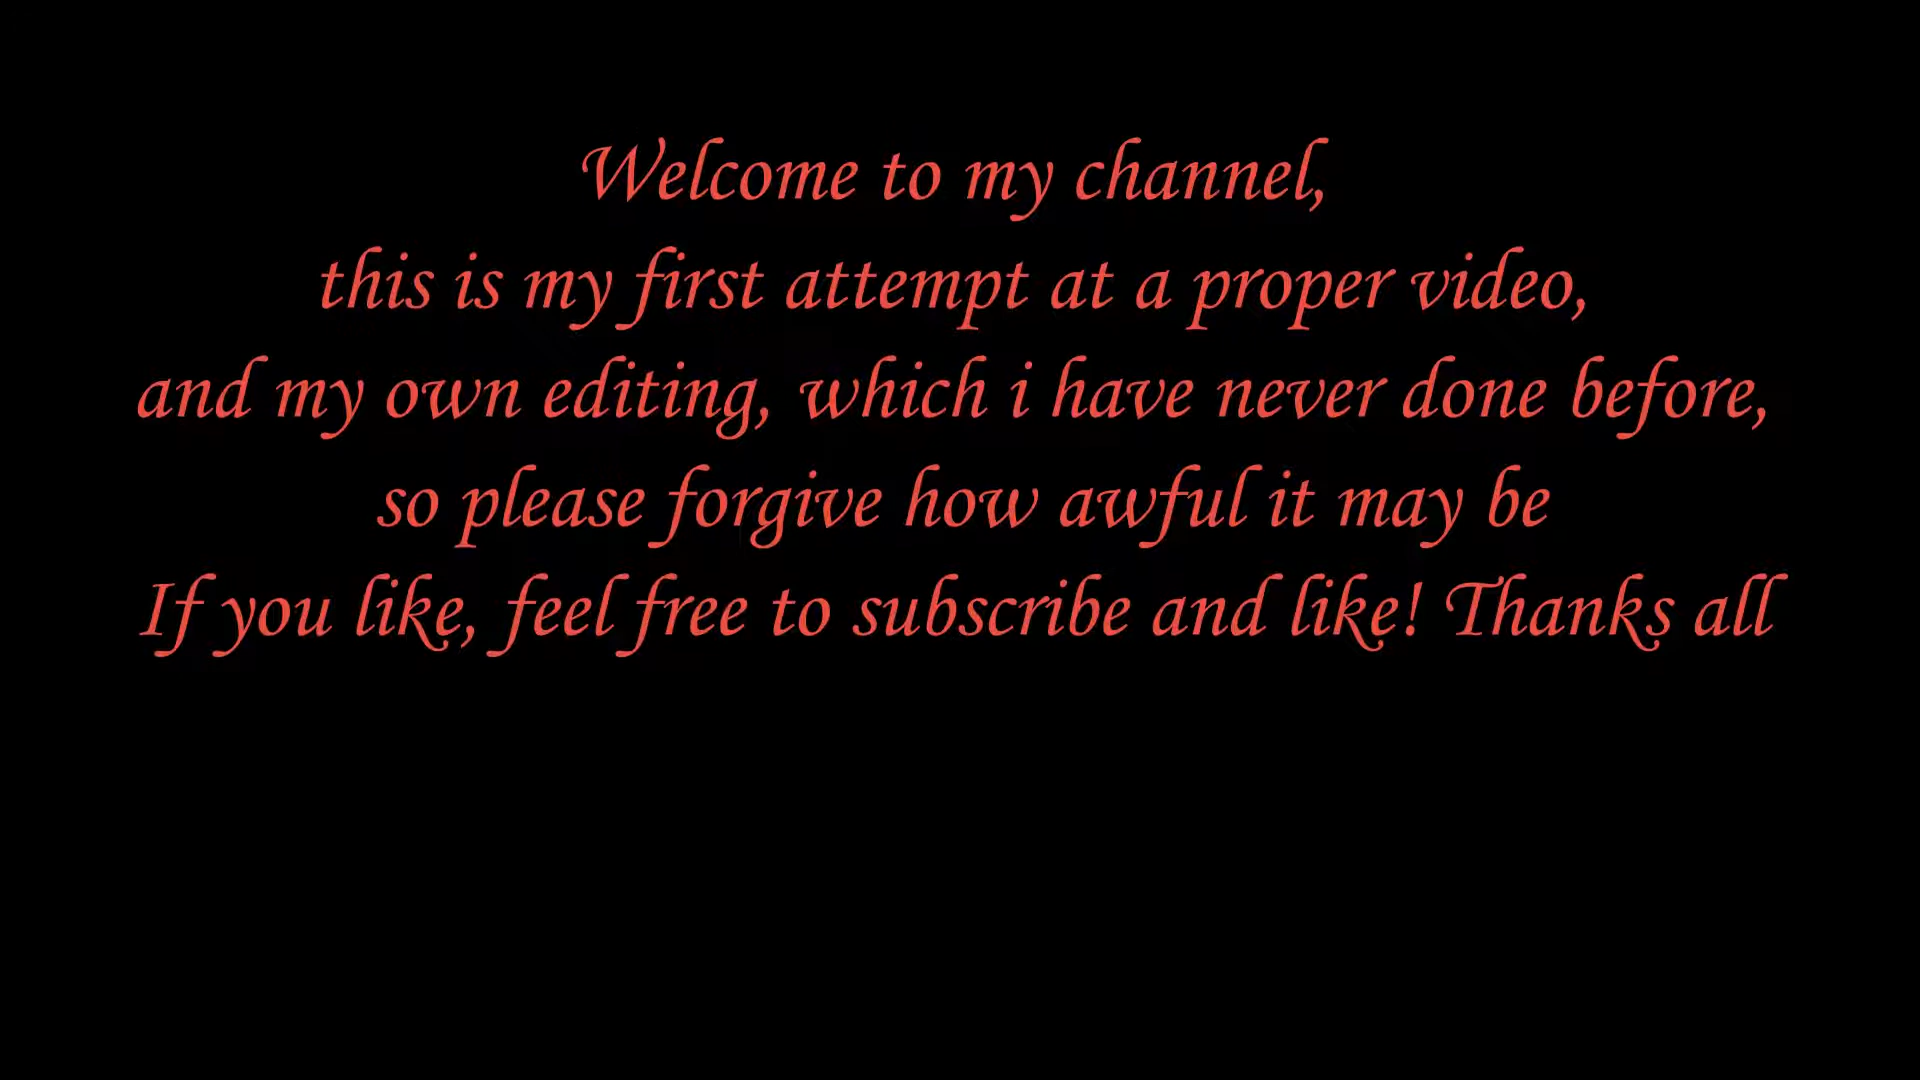 Welcome to my channel,
this is my first attempt at a proper video,
and my own editing, which i have never done before,
so please forgive how awful it may be
If you like, feel free to subscribe and like! Thanks all